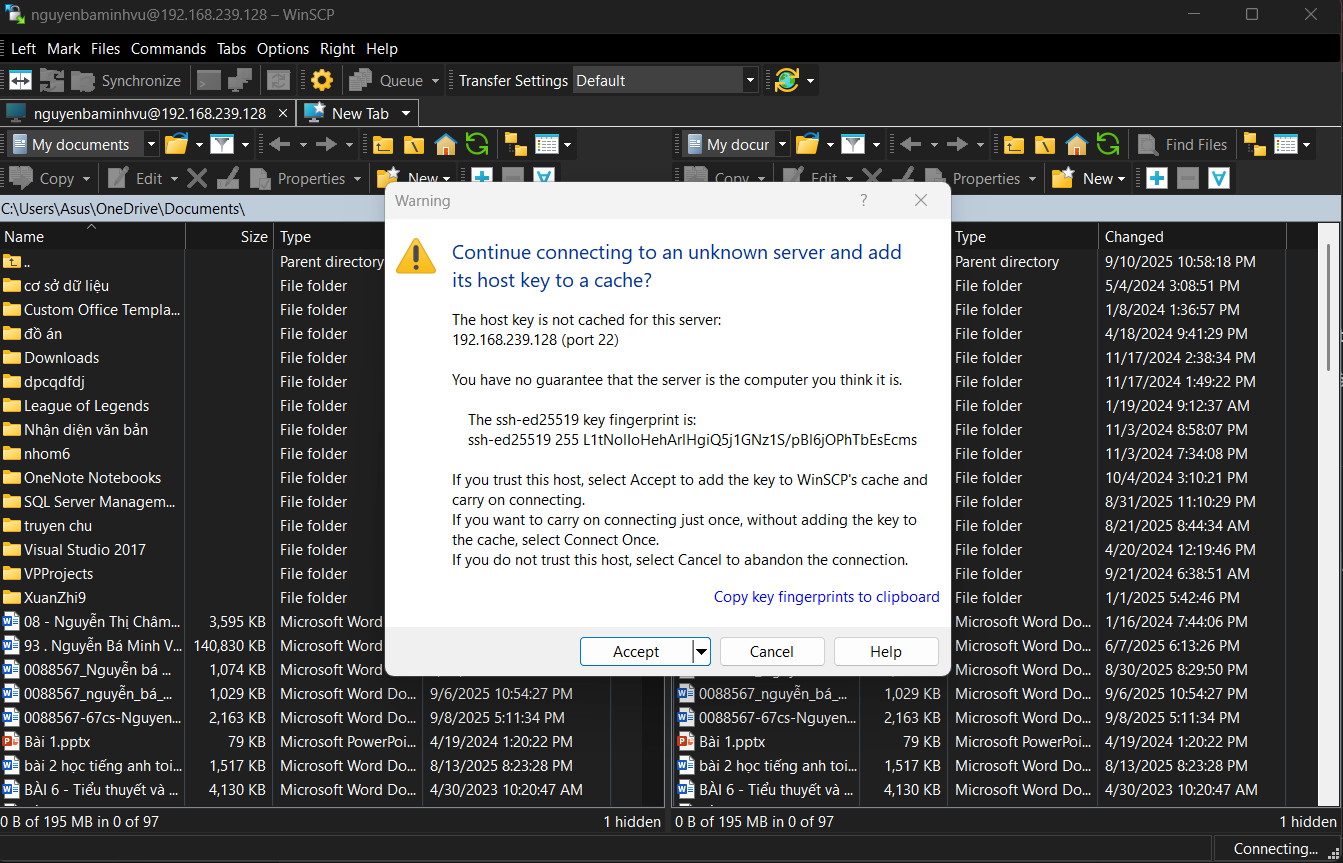 nguyenbaminhvu@192.168.239.128 – WinSCP
Left Mark Files Commands Tabs Options Right Help
Synchronize Queue Transfer Settings Default
nguyenbaminhvu@192.168.239.128 × New Tab
My documents My docur Find Files
Copy Edit Properties New Copy Edit Properties New
C:\Users\Asus\OneDrive\Documents\
Name Size Type Type Changed
.. Parent directory Parent directory 9/10/2025 10:58:18 PM
cơ sở dữ liệu File folder File folder 5/4/2024 3:08:51 PM
Custom Office Templa... File folder File folder 1/8/2024 1:36:57 PM
đồ án File folder File folder 4/18/2024 9:41:29 PM
Downloads File folder File folder 11/17/2024 2:38:34 PM
dpcqdfdj File folder File folder 11/17/2024 1:49:22 PM
League of Legends File folder File folder 1/19/2024 9:12:37 AM
Nhận diện văn bản File folder File folder 11/3/2024 8:58:07 PM
nhom6 File folder File folder 11/3/2024 7:34:08 PM
OneNote Notebooks File folder File folder 10/4/2024 3:10:21 PM
SQL Server Managem... File folder File folder 8/31/2025 11:10:29 PM
truyen chu File folder File folder 8/21/2025 8:44:34 AM
Visual Studio 2017 File folder File folder 4/20/2024 12:19:46 PM
VPProjects File folder File folder 9/21/2024 6:38:51 AM
XuanZhi9 File folder File folder 1/1/2025 5:42:46 PM
08 - Nguyễn Thị Châm... 3,595 KB Microsoft Word Microsoft Word Do... 1/16/2024 7:44:06 PM
93 . Nguyễn Bá Minh V... 140,830 KB Microsoft Word Microsoft Word Do... 6/7/2025 6:13:26 PM
0088567_Nguyễn bá ... 1,074 KB Microsoft Word Microsoft Word Do... 8/30/2025 8:29:50 PM
0088567_nguyễn_bá_... 1,029 KB Microsoft Word Do... 9/6/2025 10:54:27 PM 0088567_nguyễn_bá_... 1,029 KB Microsoft Word Do... 9/6/2025 10:54:27 PM
0088567-67cs-Nguyen... 2,163 KB Microsoft Word Do... 9/8/2025 5:11:34 PM 0088567-67cs-Nguyen... 2,163 KB Microsoft Word Do... 9/8/2025 5:11:34 PM
Bài 1.pptx 79 KB Microsoft PowerPoi... 4/19/2024 1:20:22 PM Bài 1.pptx 79 KB Microsoft PowerPoi... 4/19/2024 1:20:22 PM
bài 2 học tiếng anh toi... 1,517 KB Microsoft Word Do... 8/13/2025 8:23:28 PM bài 2 học tiếng anh toi... 1,517 KB Microsoft Word Do... 8/13/2025 8:23:28 PM
BÀI 6 - Tiểu thuyết và ... 4,130 KB Microsoft Word Do... 4/30/2023 10:20:47 AM BÀI 6 - Tiểu thuyết và ... 4,130 KB Microsoft Word Do... 4/30/2023 10:20:47 AM
0 B of 195 MB in 0 of 97 1 hidden 0 B of 195 MB in 0 of 97 1 hidden
Connecting...
Warning ?
Continue connecting to an unknown server and add
its host key to a cache?
The host key is not cached for this server:
192.168.239.128 (port 22)
You have no guarantee that the server is the computer you think it is.
The ssh-ed25519 key fingerprint is:
ssh-ed25519 255 L1tNolIoHehArlHgiQ5j1GNz1S/pBl6jOPhTbEsEcms
If you trust this host, select Accept to add the key to WinSCP's cache and
carry on connecting.
If you want to carry on connecting just once, without adding the key to
the cache, select Connect Once.
If you do not trust this host, select Cancel to abandon the connection.
Copy key fingerprints to clipboard
Accept Cancel Help